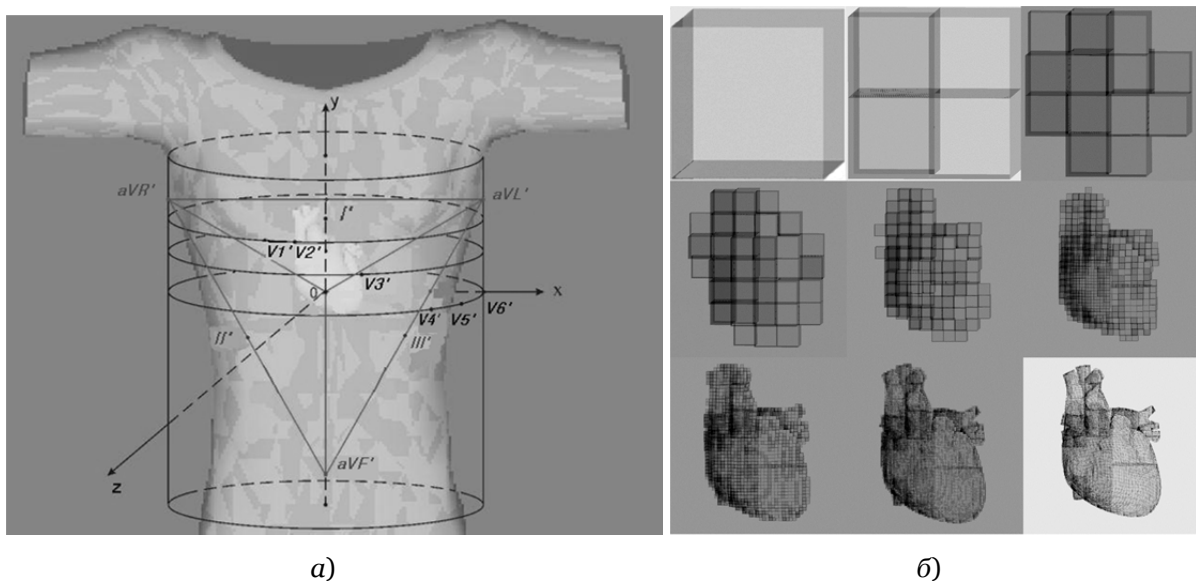 y
aVR'
aVL'
I'
V1'
V2'
V3'
0
x
V6'
V4'
V5'
II'
III'
aVF'
z
а)
б)